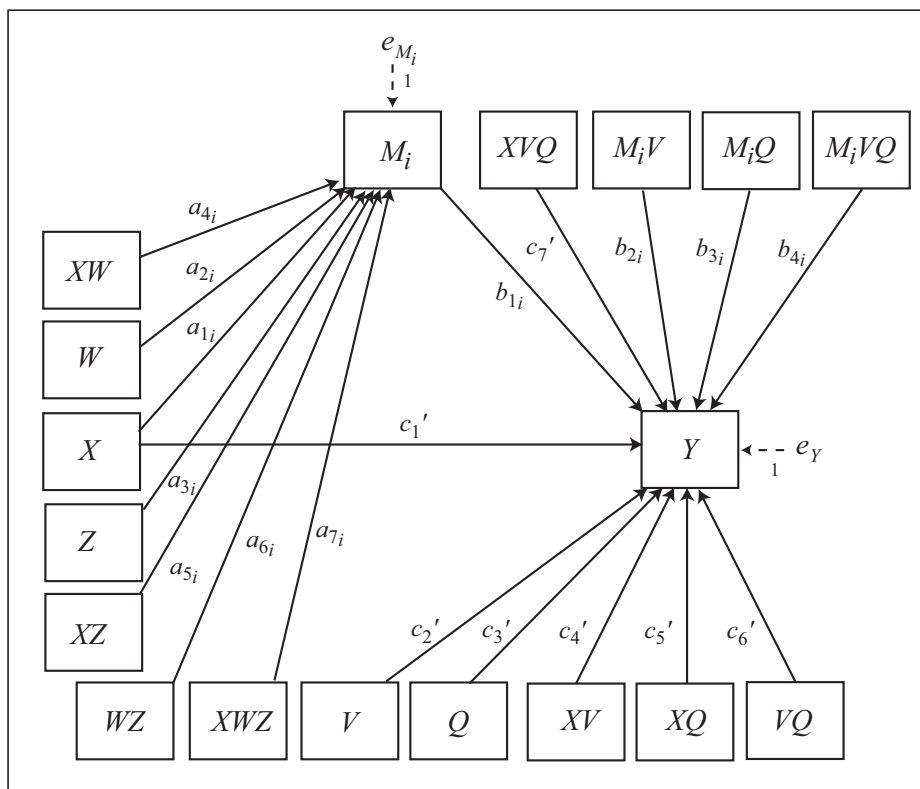 e_{M_i}
1
M_i
XVQ
M_iV
M_iQ
M_iVQ
a_{4_i}
XW
a_{2_i}
c_7′
b_{2_i}
b_{3_i}
b_{4_i}
b_{1_i}
W
a_{1_i}
X
c_1′
Y
1
e_Y
a_{3_i}
Z
a_{6_i}
a_{7_i}
a_{5_i}
XZ
c_2′
c_3′
c_4′
c_5′
c_6′
WZ
XWZ
V
Q
XV
XQ
VQ